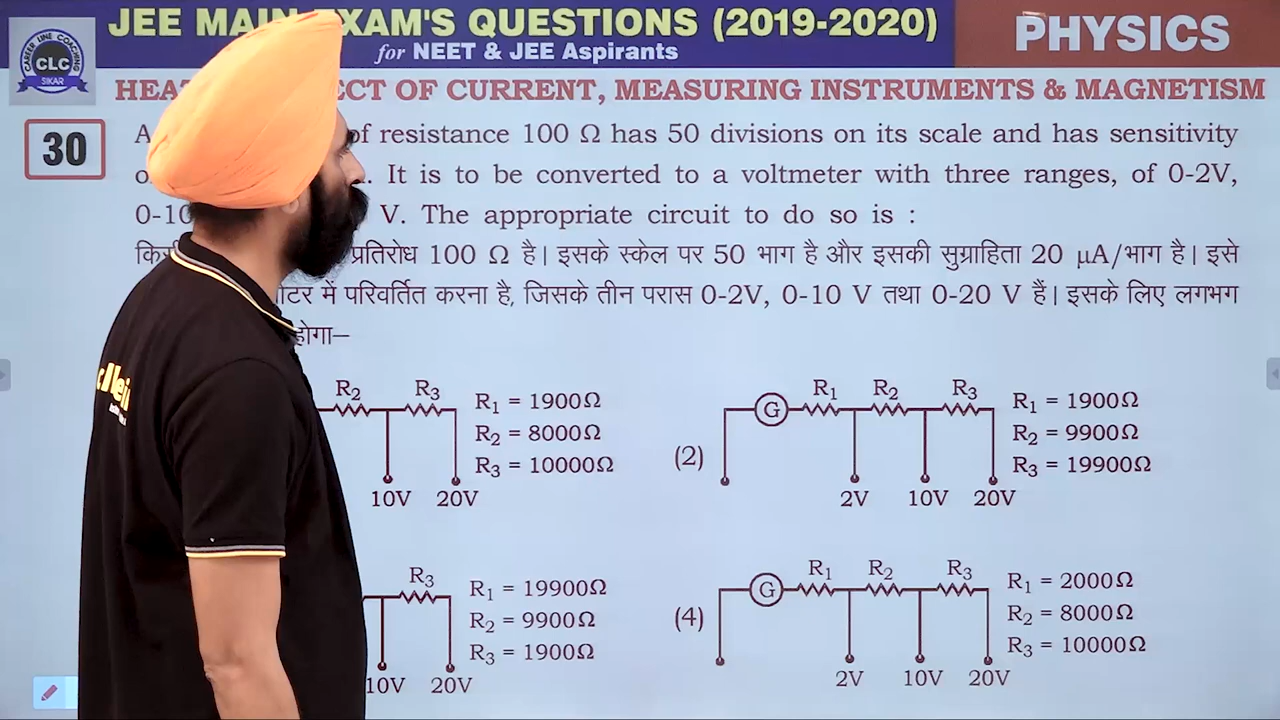 JEE MAIN EXAM'S QUESTIONS (2019-2020)
for NEET & JEE Aspirants
PHYSICS
CAREER LINE COACHING
CLC
SIKAR
OF CURRENT, MEASURING INSTRUMENTS & MAGNETISM
30
A of resistance 100 Ω has 50 divisions on its scale and has sensitivity
It is to be converted to a voltmeter with three ranges, of 0-2V,
V. The appropriate circuit to do so is :
प्रतिरोध 100 Ω है। इसके स्केल पर 50 भाग है और इसकी सुग्राहिता 20 μA/भाग है। इसे
में परिवर्तित करना है, जिसके तीन परास 0-2V, 0-10 V तथा 0-20 V हैं। इसके लिए लगभग
होगा–
R₂ R₃
R₁ = 1900Ω
R₂ = 8000Ω
R₃ = 10000Ω
10V 20V
(2)
G R₁ R₂ R₃
R₁ = 1900Ω
R₂ = 9900Ω
R₃ = 19900Ω
2V 10V 20V
R₃
R₁ = 19900Ω
R₂ = 9900Ω
R₃ = 1900Ω
10V 20V
(4)
G R₁ R₂ R₃
R₁ = 2000Ω
R₂ = 8000Ω
R₃ = 10000Ω
2V 10V 20V